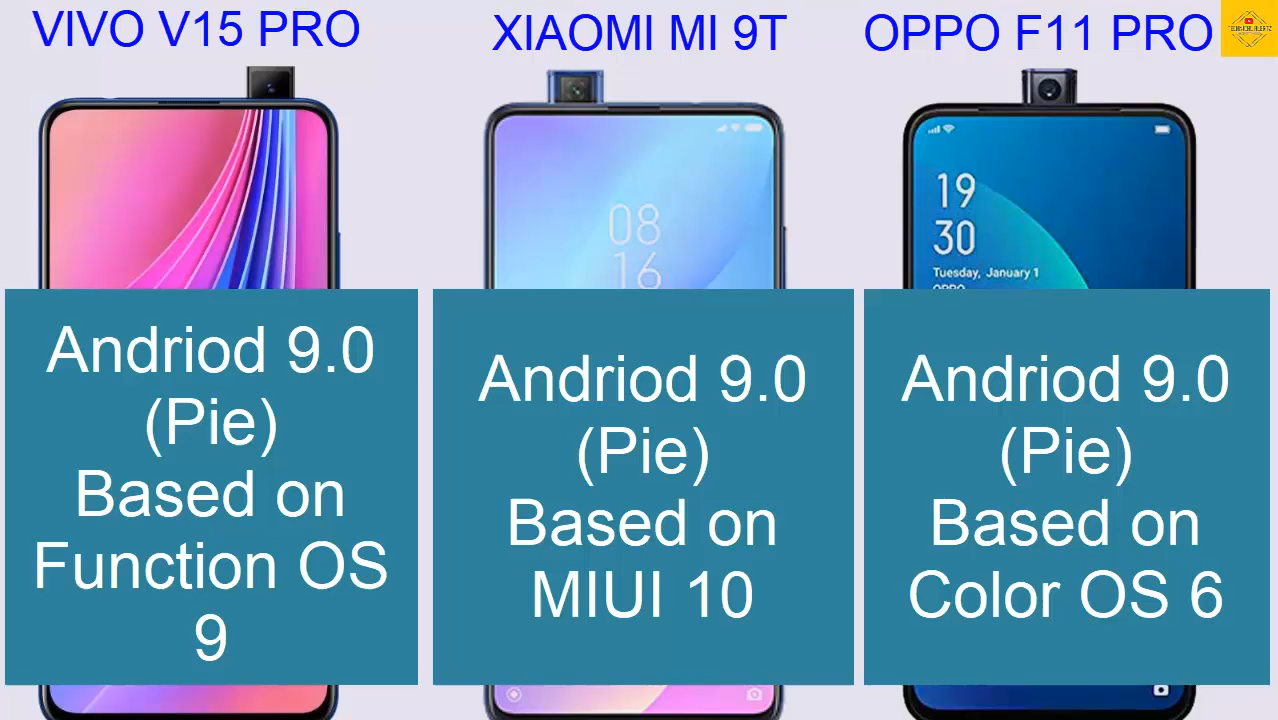 VIVO V15 PRO
XIAOMI MI 9T
OPPO F11 PRO
08
16
19
30
Tuesday, January 1
OPPO
Andriod 9.0
(Pie)
Based on
Function OS
9
Andriod 9.0
(Pie)
Based on
MIUI 10
Andriod 9.0
(Pie)
Based on
Color OS 6